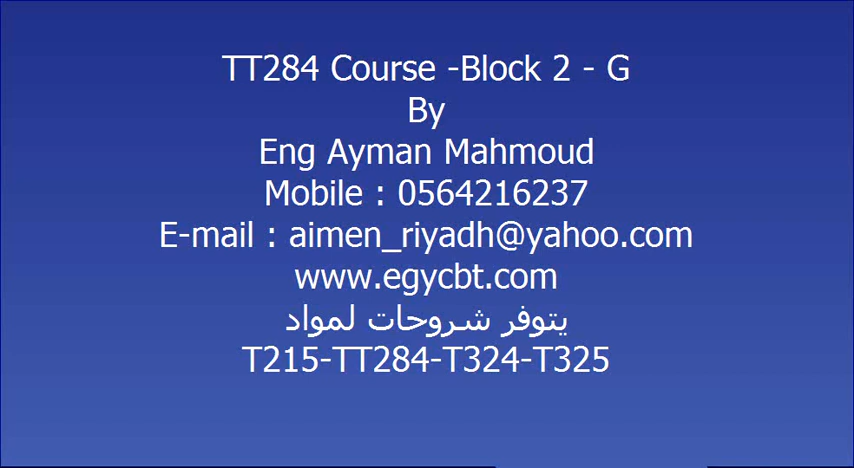 TT284 Course -Block 2 - G
By
Eng Ayman Mahmoud
Mobile : 0564216237
E-mail : aimen_riyadh@yahoo.com
www.egycbt.com
يتوفر شروحات لمواد
T215-TT284-T324-T325